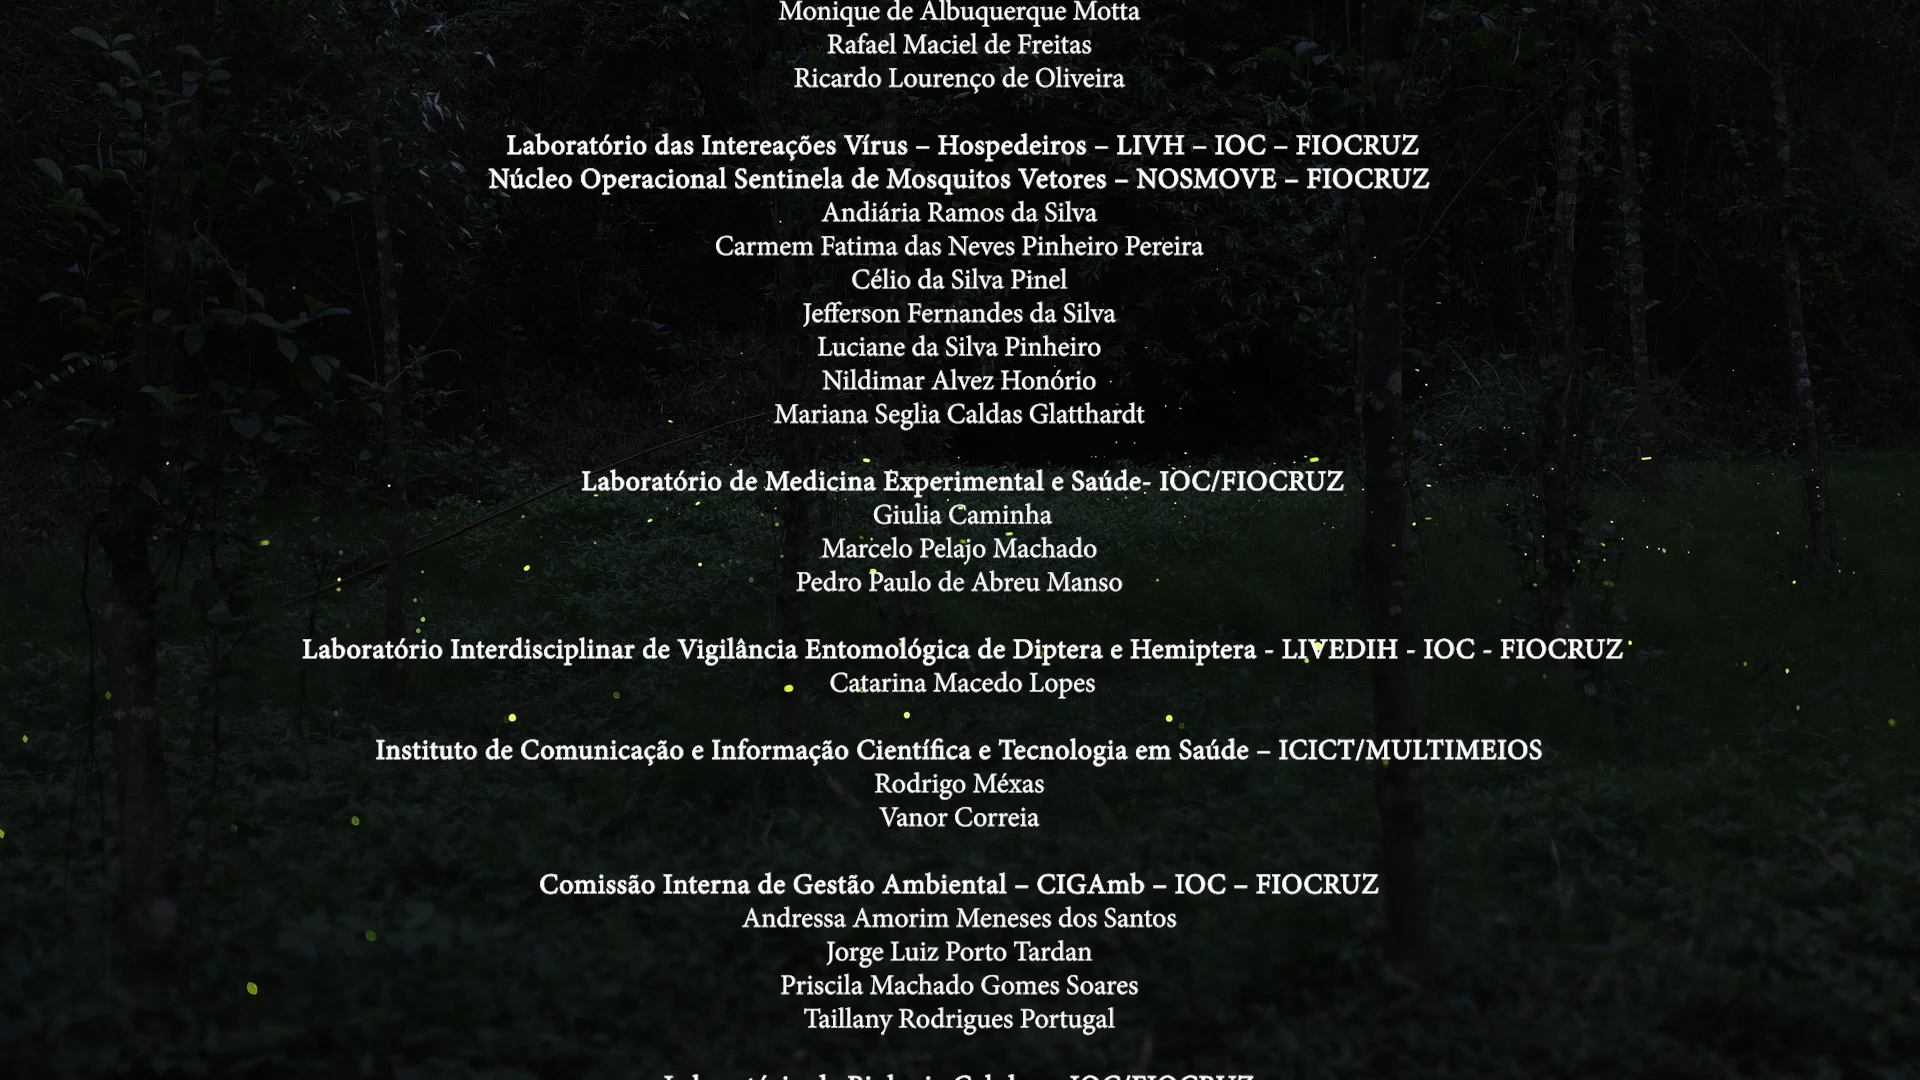 Monique de Albuquerque Motta
Rafael Maciel de Freitas
Ricardo Lourenço de Oliveira
Laboratório das Intereações Vírus – Hospedeiros – LIVH – IOC – FIOCRUZ
Núcleo Operacional Sentinela de Mosquitos Vetores – NOSMOVE – FIOCRUZ
Andiária Ramos da Silva
Carmem Fatima das Neves Pinheiro Pereira
Célio da Silva Pinel
Jefferson Fernandes da Silva
Luciane da Silva Pinheiro
Nildimar Alvez Honório
Mariana Seglia Caldas Glatthardt
Laboratório de Medicina Experimental e Saúde- IOC/FIOCRUZ
Giulia Caminha
Marcelo Pelajo Machado
Pedro Paulo de Abreu Manso
Laboratório Interdisciplinar de Vigilância Entomológica de Diptera e Hemiptera - LIVEDIH - IOC - FIOCRUZ
Catarina Macedo Lopes
Instituto de Comunicação e Informação Científica e Tecnologia em Saúde – ICICT/MULTIMEIOS
Rodrigo Méxas
Vanor Correia
Comissão Interna de Gestão Ambiental – CIGAmb – IOC – FIOCRUZ
Andressa Amorim Meneses dos Santos
Jorge Luiz Porto Tardan
Priscila Machado Gomes Soares
Taillany Rodrigues Portugal